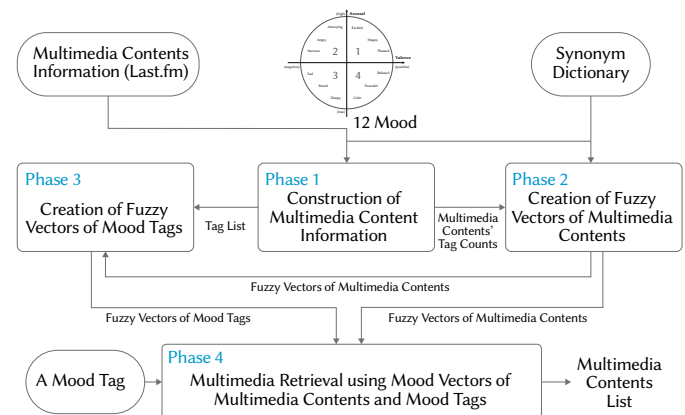 (high)
Arousal
Annoying
Excited
Angry
Happy
Nervous
2
1
Pleased
Valence
(negative)
(positive)
Sad
3
4
Relaxed
Bored
Peaceful
Sleepy
Calm
(low)
12 Mood
Multimedia Contents
Information (Last.fm)
Synonym
Dictionary
Phase 3
Creation of Fuzzy
Vectors of Mood Tags
Tag List
Phase 1
Construction of
Multimedia Content
Information
Multimedia
Contents'
Tag Counts
Phase 2
Creation of Fuzzy
Vectors of Multimedia
Contents
Fuzzy Vectors of Multimedia Contents
Fuzzy Vectors of Mood Tags
Fuzzy Vectors of Multimedia Contents
A Mood Tag
Phase 4
Multimedia Retrieval using Mood Vectors of
Multimedia Contents and Mood Tags
Multimedia
Contents
List